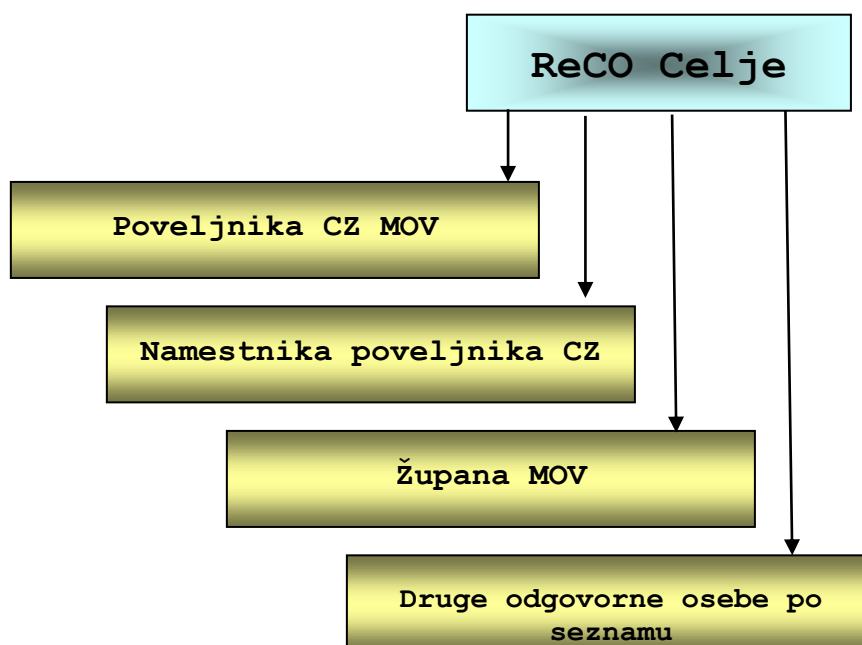 ReCO Celje
Poveljnika CZ MOV
Namestnika poveljnika CZ
Župana MOV
Druge odgovorne osebe po
seznamu